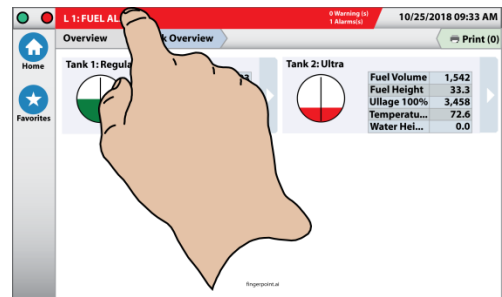 L 1: FUEL AL
0 Warning (s)
1 Alarms(s)
10/25/2018 09:33 AM
Overview
k Overview
Print (0)
Home
Favorites
Tank 1: Regula
Tank 2: Ultra
Fuel Volume 1,542
Fuel Height 33.3
Ullage 100% 3,458
Temperatu... 72.6
Water Hei... 0.0
fingerpoint.ai